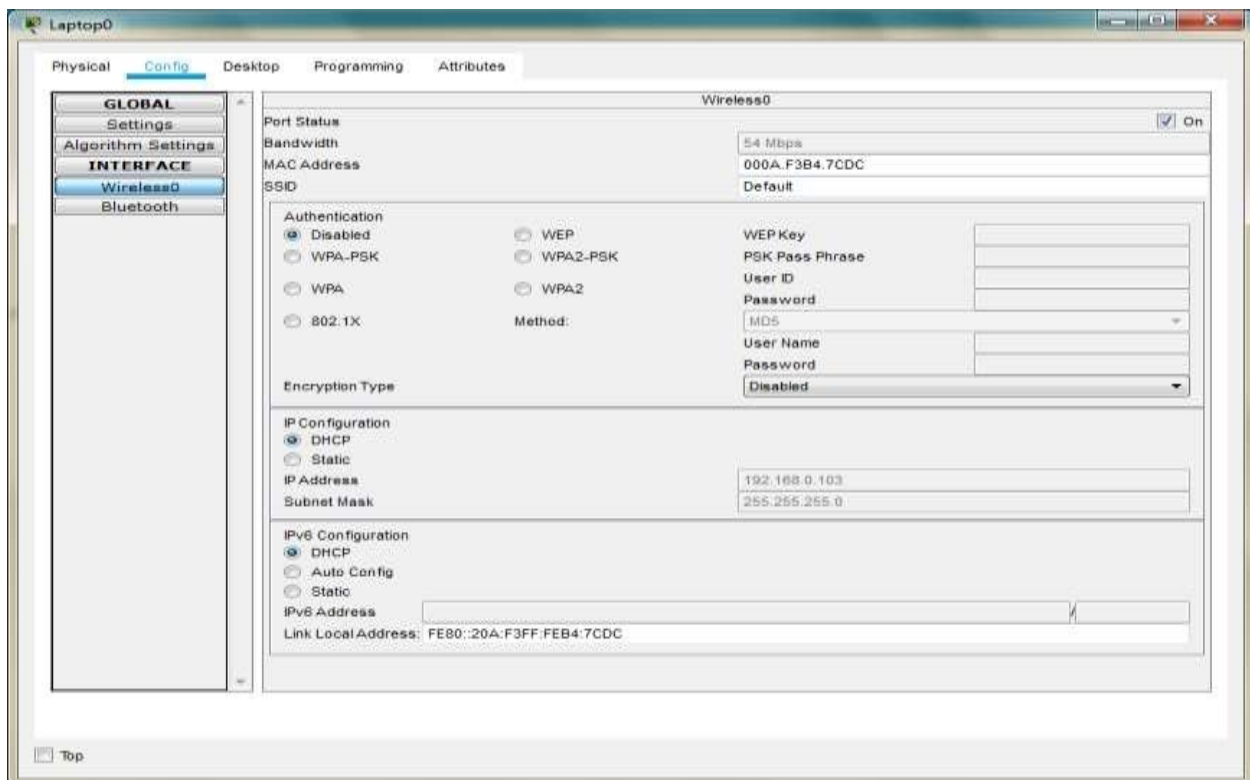 Laptop0
Physical Config Desktop Programming Attributes
GLOBAL
Settings
Algorithm Settings
INTERFACE
Wireless0
Bluetooth
Wireless0
Port Status On
Bandwidth 54 Mbps
MAC Address 000A.F3B4.7CDC
SSID Default
Authentication
Disabled WEP WEP Key
WPA-PSK WPA2-PSK PSK Pass Phrase
User ID
WPA WPA2
Password
802.1X Method: MD5
User Name
Password
Encryption Type Disabled
IP Configuration
DHCP
Static
IP Address 192.168.0.103
Subnet Mask 255.255.255.0
IPv6 Configuration
DHCP
Auto Config
Static
IPv6 Address /
Link Local Address: FE80::20A:F3FF:FEB4:7CDC
Top